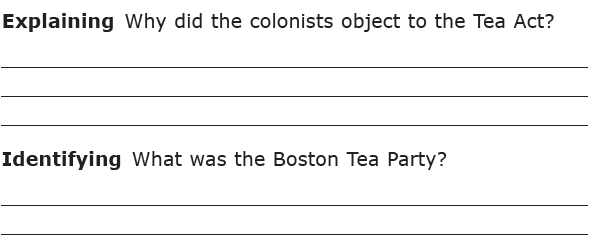 Explaining Why did the colonists object to the Tea Act?
Identifying What was the Boston Tea Party?